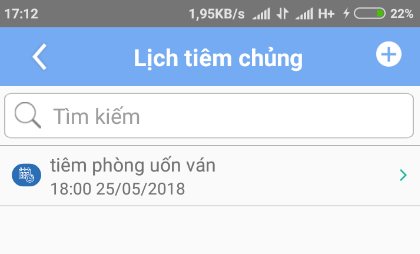 17:12 1,95KB/s H+ 22%
Lịch tiêm chủng
Tìm kiếm
tiêm phòng uốn ván
18:00 25/05/2018